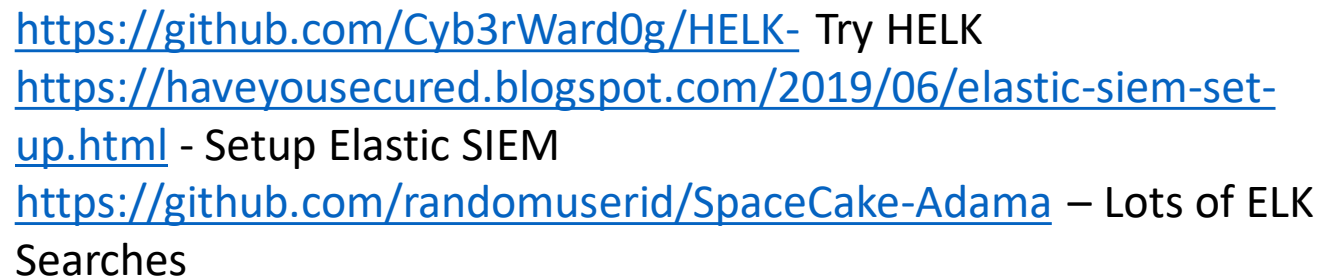 https://github.com/Cyb3rWard0g/HELK- Try HELK
https://haveyousecured.blogspot.com/2019/06/elastic-siem-set-
up.html - Setup Elastic SIEM
https://github.com/randomuserid/SpaceCake-Adama – Lots of ELK
Searches